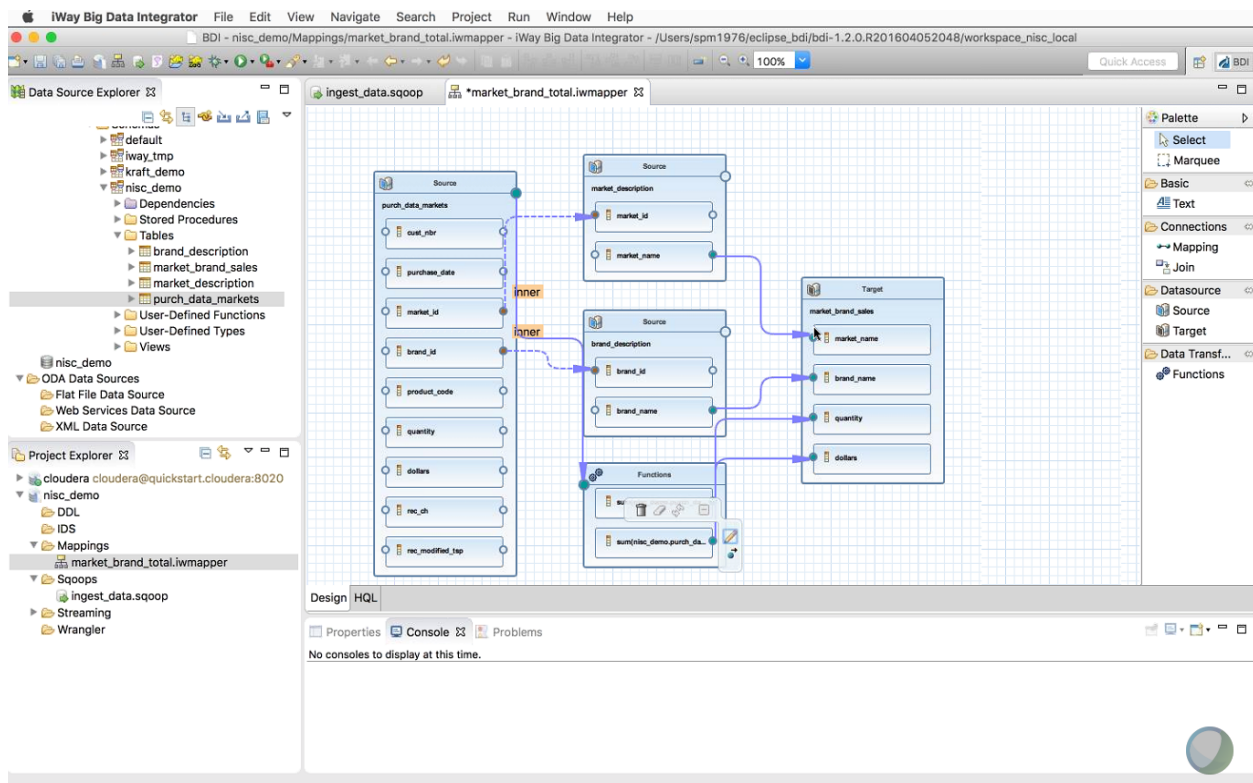 iWay Big Data Integrator File Edit View Navigate Search Project Run Window Help
BDI - nisc_demo/Mappings/market_brand_total.iwmapper - iWay Big Data Integrator - /Users/spm1976/eclipse_bdi/bdi-1.2.0.R201604052048/workspace_nisc_local
100%
Quick Access
BDI
Data Source Explorer
default
iway_tmp
kraft_demo
nisc_demo
Dependencies
Stored Procedures
Tables
brand_description
market_brand_sales
market_description
purch_data_markets
User-Defined Functions
User-Defined Types
Views
nisc_demo
ODA Data Sources
Flat File Data Source
Web Services Data Source
XML Data Source
Project Explorer
cloudera cloudera@quickstart.cloudera:8020
nisc_demo
DDL
IDS
Mappings
market_brand_total.iwmapper
Sqoops
ingest_data.sqoop
Streaming
Wrangler
ingest_data.sqoop
*market_brand_total.iwmapper
Source
purch_data_markets
cust_nbr
purchase_date
market_id
brand_id
product_code
quantity
dollars
rec_ch
rec_modified_tsp
inner
inner
Source
market_description
market_id
market_name
Source
brand_description
brand_id
brand_name
Functions
su
sum(nisc_demo.purch_da...
Target
market_brand_sales
market_name
brand_name
quantity
dollars
Palette
Select
Marquee
Basic
Text
Connections
Mapping
Join
Datasource
Source
Target
Data Transf...
Functions
Design HQL
Properties Console Problems
No consoles to display at this time.